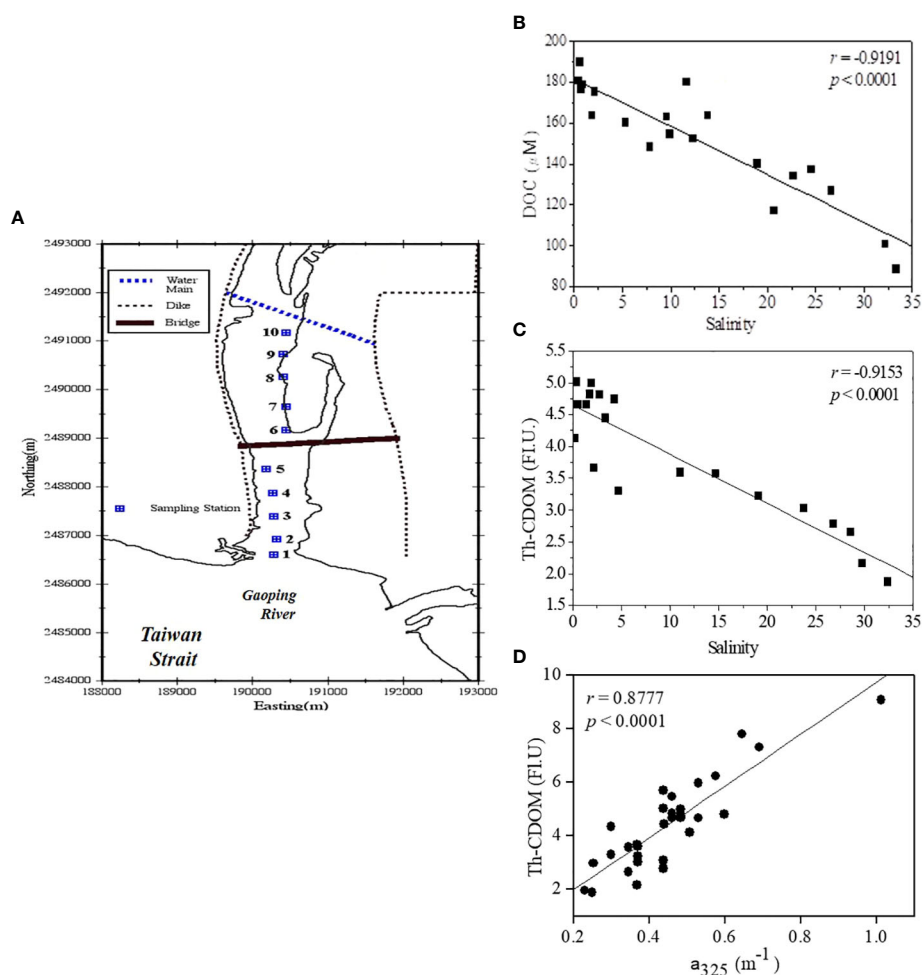 A
2493000
2492000
2491000
2490000
2489000
2488000
2487000
2486000
2485000
2484000
Northing(m)
Water
Main
Dike
Bridge
10
9
8
7
6
5
4
3
2
1
Sampling Station
Gaoping
River
Taiwan
Strait
188000 189000 190000 191000 192000 193000
Easting(m)
B
200
180
160
140
120
100
80
DOC (μM)
r = -0.9191
p < 0.0001
0 5 10 15 20 25 30 35
Salinity
C
5.5
5.0
4.5
4.0
3.5
3.0
2.5
2.0
1.5
Th-CDOM (Fl.U.)
r = -0.9153
p < 0.0001
0 5 10 15 20 25 30 35
Salinity
D
10
8
6
4
2
Th-CDOM (Fl.U)
r = 0.8777
p < 0.0001
0.2 0.4 0.6 0.8 1.0
a325 (m-1)